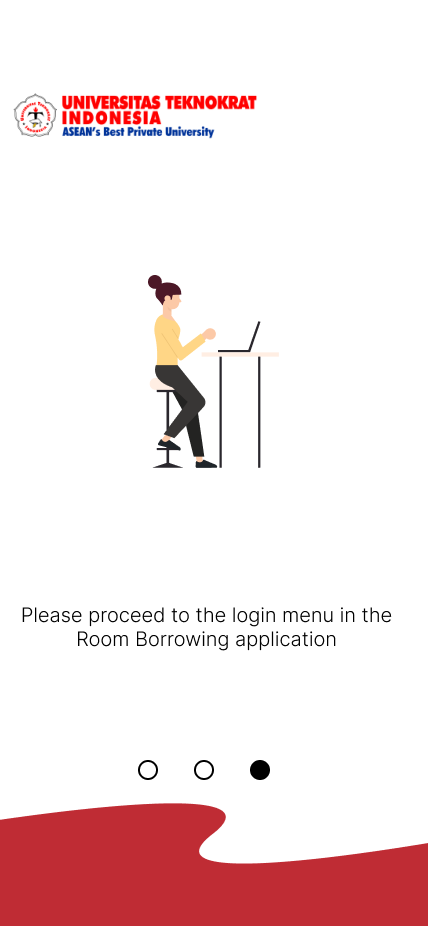 UNIVERSITAS TEKNOKRAT
INDONESIA
ASEAN's Best Private University
Please proceed to the login menu in the
Room Borrowing application